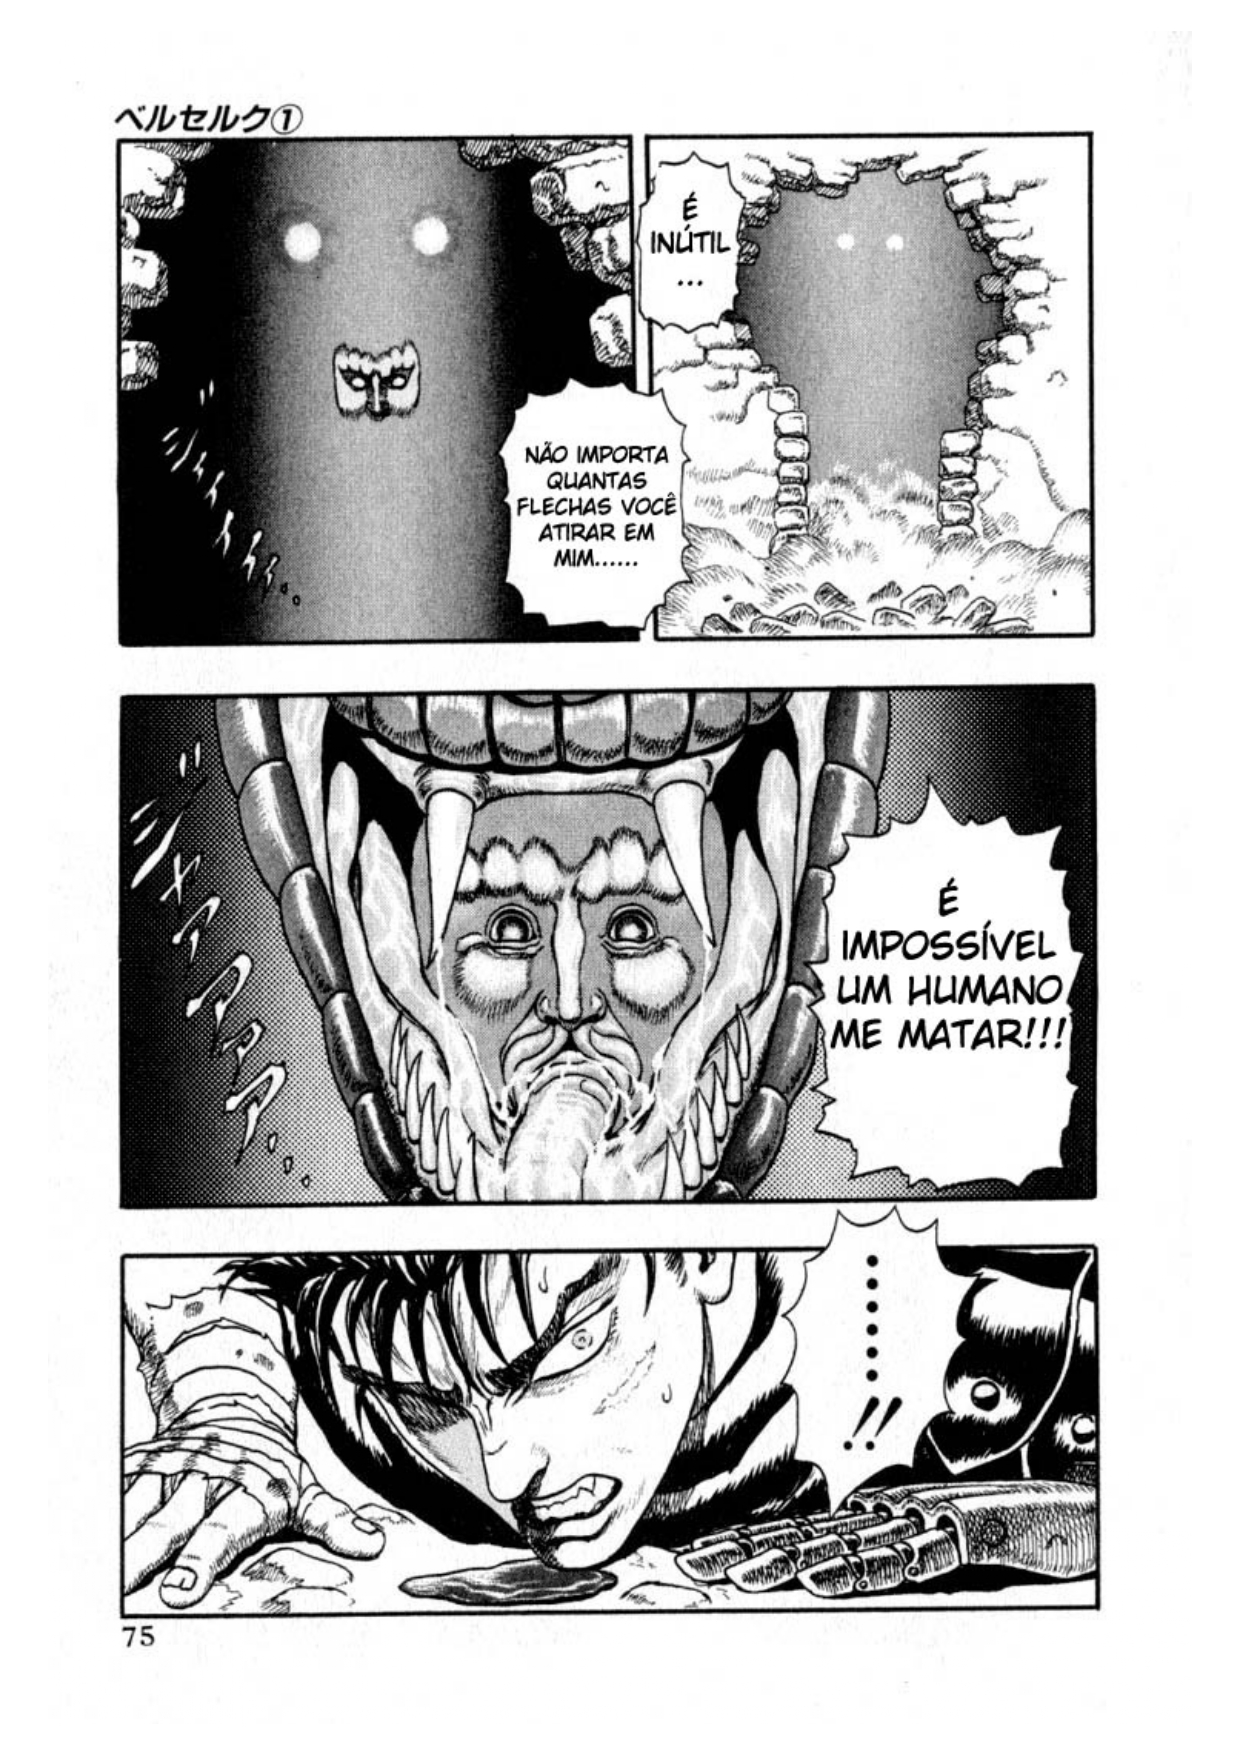 ベルセルク①
É
INÚTIL
...
NÃO IMPORTA
QUANTAS
FLECHAS VOCÊ
ATIRAR EM
MIM......
É
IMPOSSÍVEL
UM HUMANO
ME MATAR!!!
.......!!
75